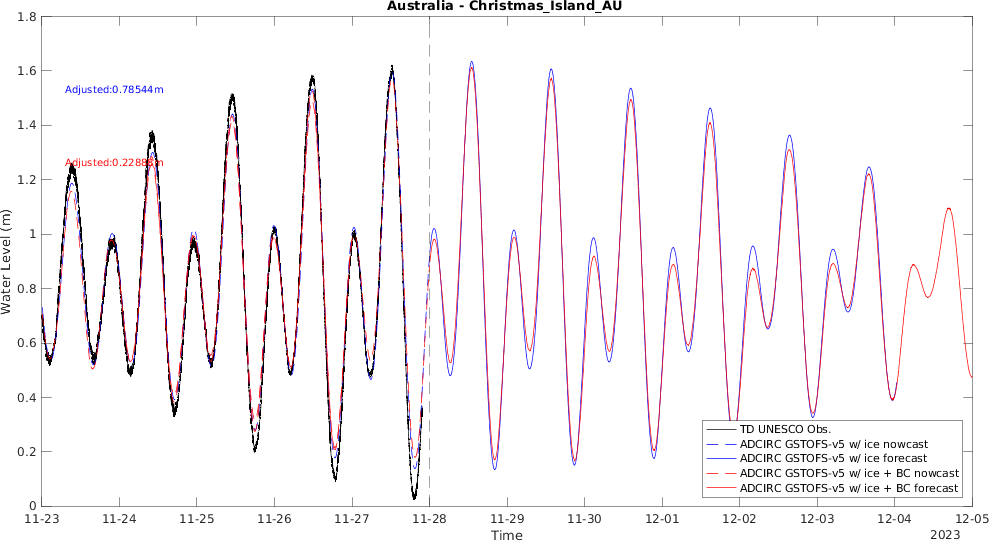 Australia - Christmas_Island_AU
1.8
1.6
1.4
1.2
1
0.8
0.6
0.4
0.2
0
Water Level (m)
Adjusted:0.78544m
Adjusted:0.22888m
TD UNESCO Obs.
ADCIRC GSTOFS-v5 w/ ice nowcast
ADCIRC GSTOFS-v5 w/ ice forecast
ADCIRC GSTOFS-v5 w/ ice + BC nowcast
ADCIRC GSTOFS-v5 w/ ice + BC forecast
11-23 11-24 11-25 11-26 11-27 11-28 11-29 11-30 12-01 12-02 12-03 12-04 12-05
Time
2023